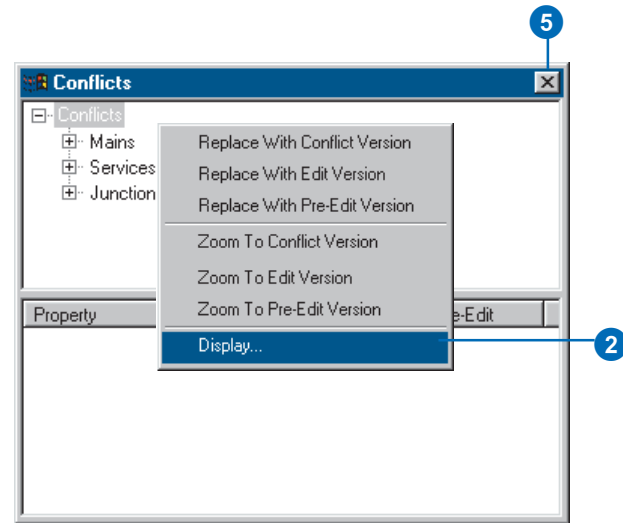 5
Conflicts
Conflicts
Mains
Services
Junction
Replace With Conflict Version
Replace With Edit Version
Replace With Pre-Edit Version
Zoom To Conflict Version
Zoom To Edit Version
Zoom To Pre-Edit Version
Property
e-Edit
Display...
2